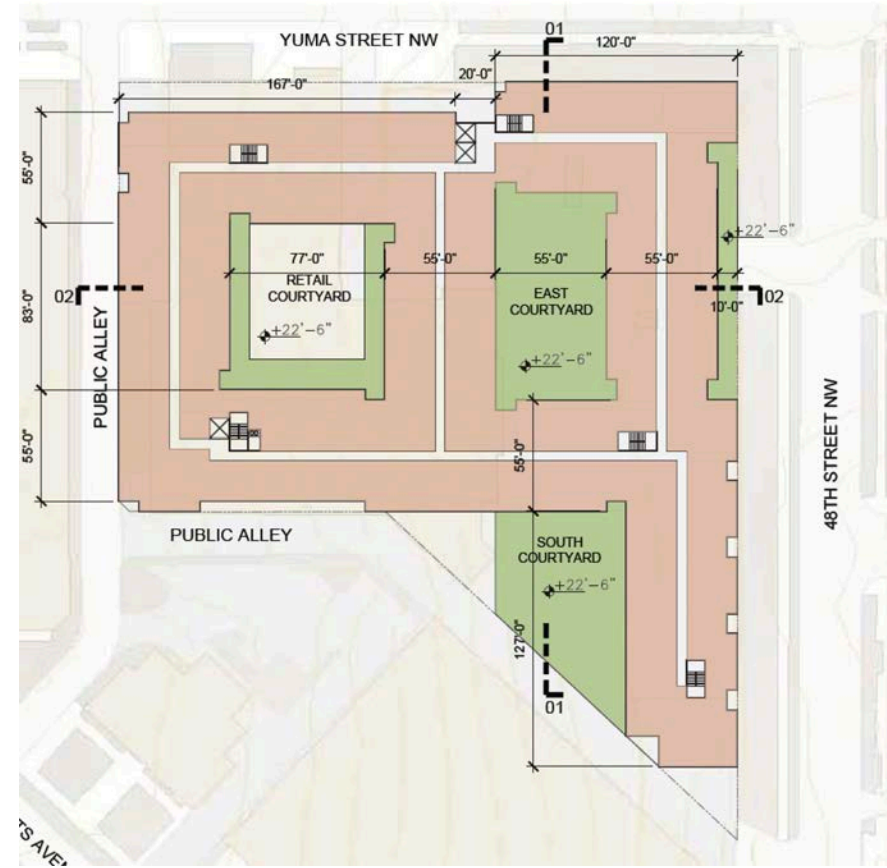 YUMA STREET NW
01
120'-0"
20'-0"
167'-0"
55'-0"
+22'-6"
77'-0"
55'-0"
55'-0"
55'-0"
RETAIL
COURTYARD
EAST
COURTYARD
02
10'-0"
02
83'-0"
+22'-6"
+22'-6"
PUBLIC ALLEY
48TH STREET NW
55'-0"
55'-0"
PUBLIC ALLEY
SOUTH
COURTYARD
+22'-6"
127'-0"
01
TS AVEN